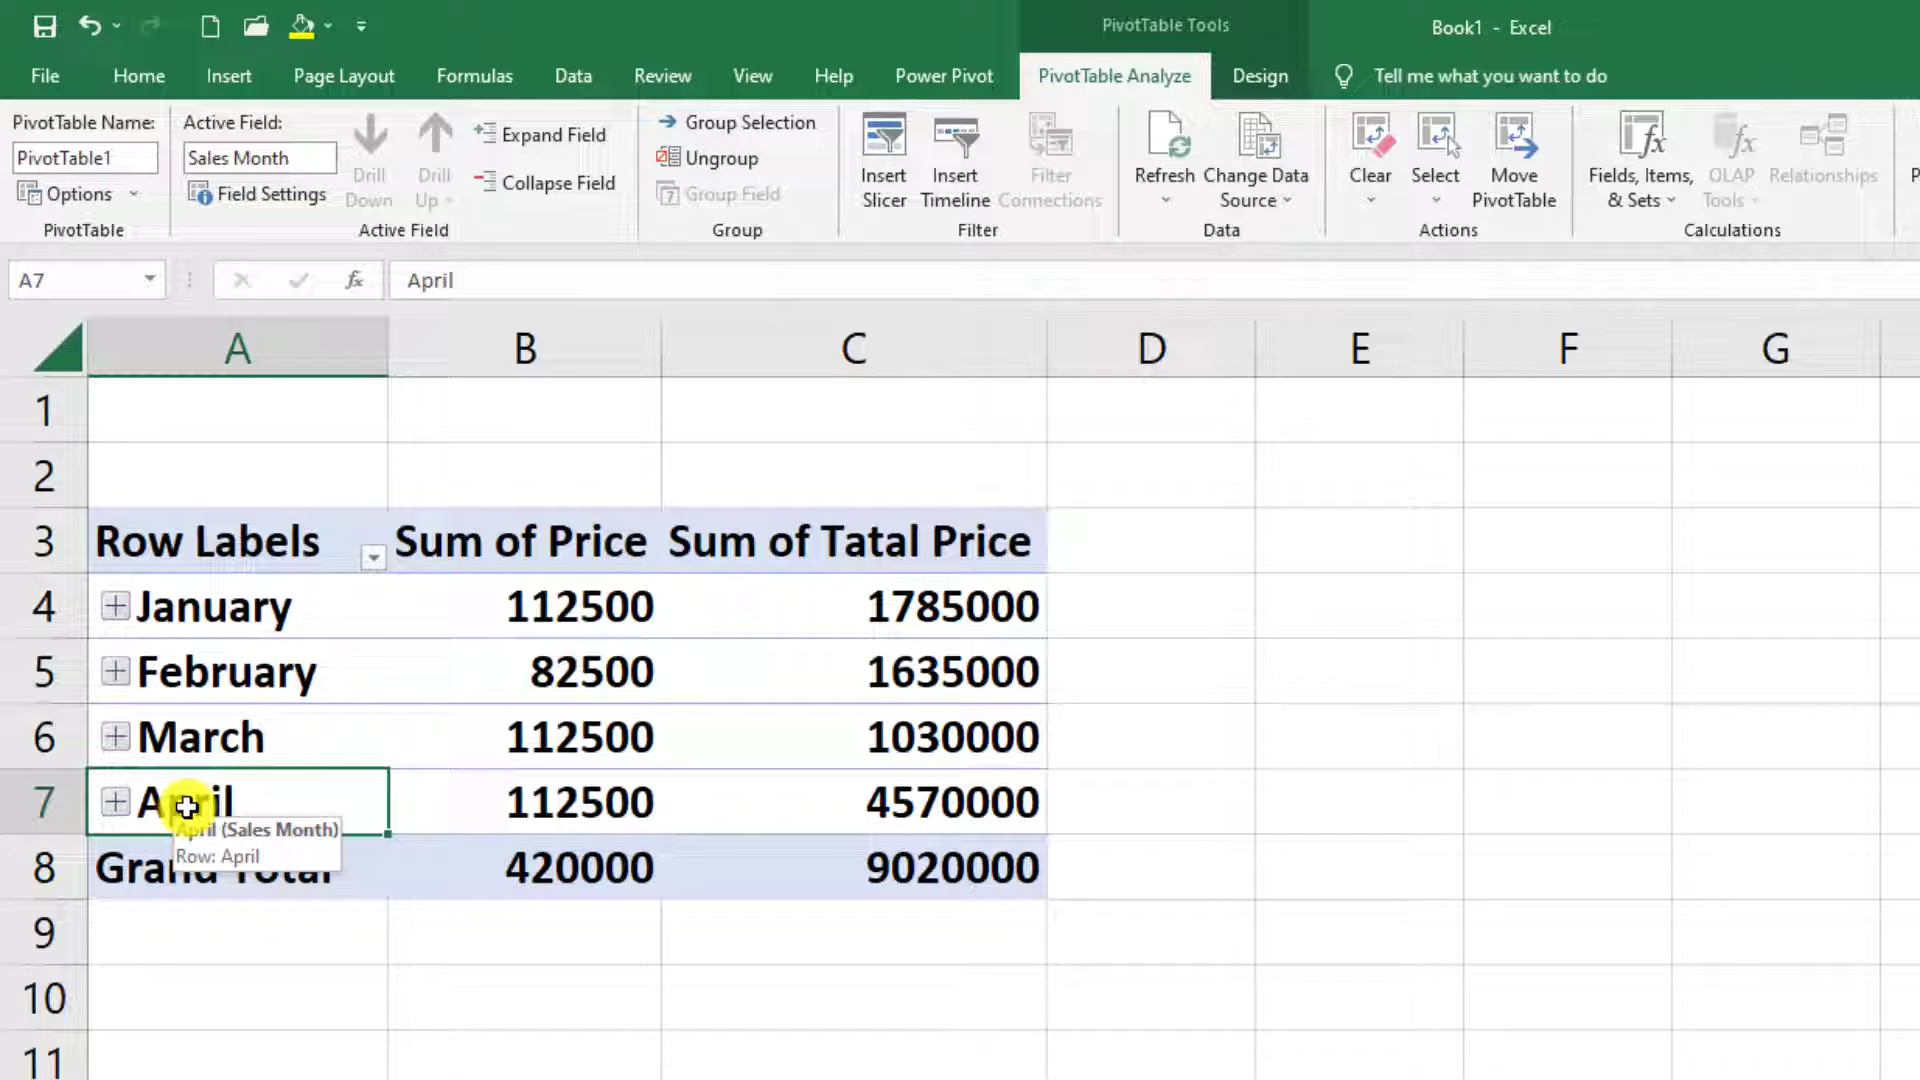 PivotTable Tools
Book1 - Excel
File Home Insert Page Layout Formulas Data Review View Help Power Pivot PivotTable Analyze Design Tell me what you want to do
PivotTable Name:
PivotTable1
Options
PivotTable
Active Field:
Sales Month
Field Settings
Drill Down
Drill Up
Expand Field
Collapse Field
Active Field
Group Selection
Ungroup
Group Field
Group
Insert Slicer
Insert Timeline
Filter Connections
Filter
Refresh
Change Data Source
Data
Clear
Select
Move PivotTable
Actions
Fields, Items, & Sets
OLAP Tools
Relationships
Calculations
P
A7
fx
April
A B C D E F G
1
2
3 Row Labels Sum of Price Sum of Tatal Price
4 January 112500 1785000
5 February 82500 1635000
6 March 112500 1030000
7 April 112500 4570000
April (Sales Month)
Row: April
8 Grand Total 420000 9020000
9
10
11